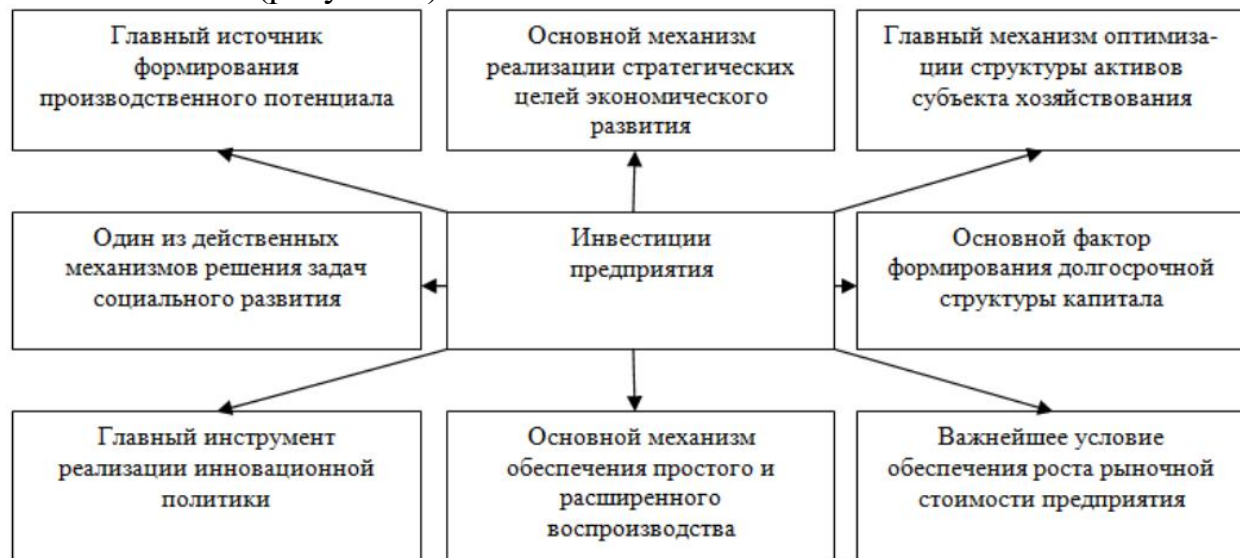 Главный источник
формирования
производственного потенциала
Основной механизм
реализации стратегических
целей экономического
развития
Главный механизм оптимиза-
ции структуры активов
субъекта хозяйствования
Один из действенных
механизмов решения задач
социального развития
Инвестиции
предприятия
Основной фактор
формирования долгосрочной
структуры капитала
Главный инструмент
реализации инновационной
политики
Основной механизм
обеспечения простого и
расширенного
воспроизводства
Важнейшее условие
обеспечения роста рыночной
стоимости предприятия